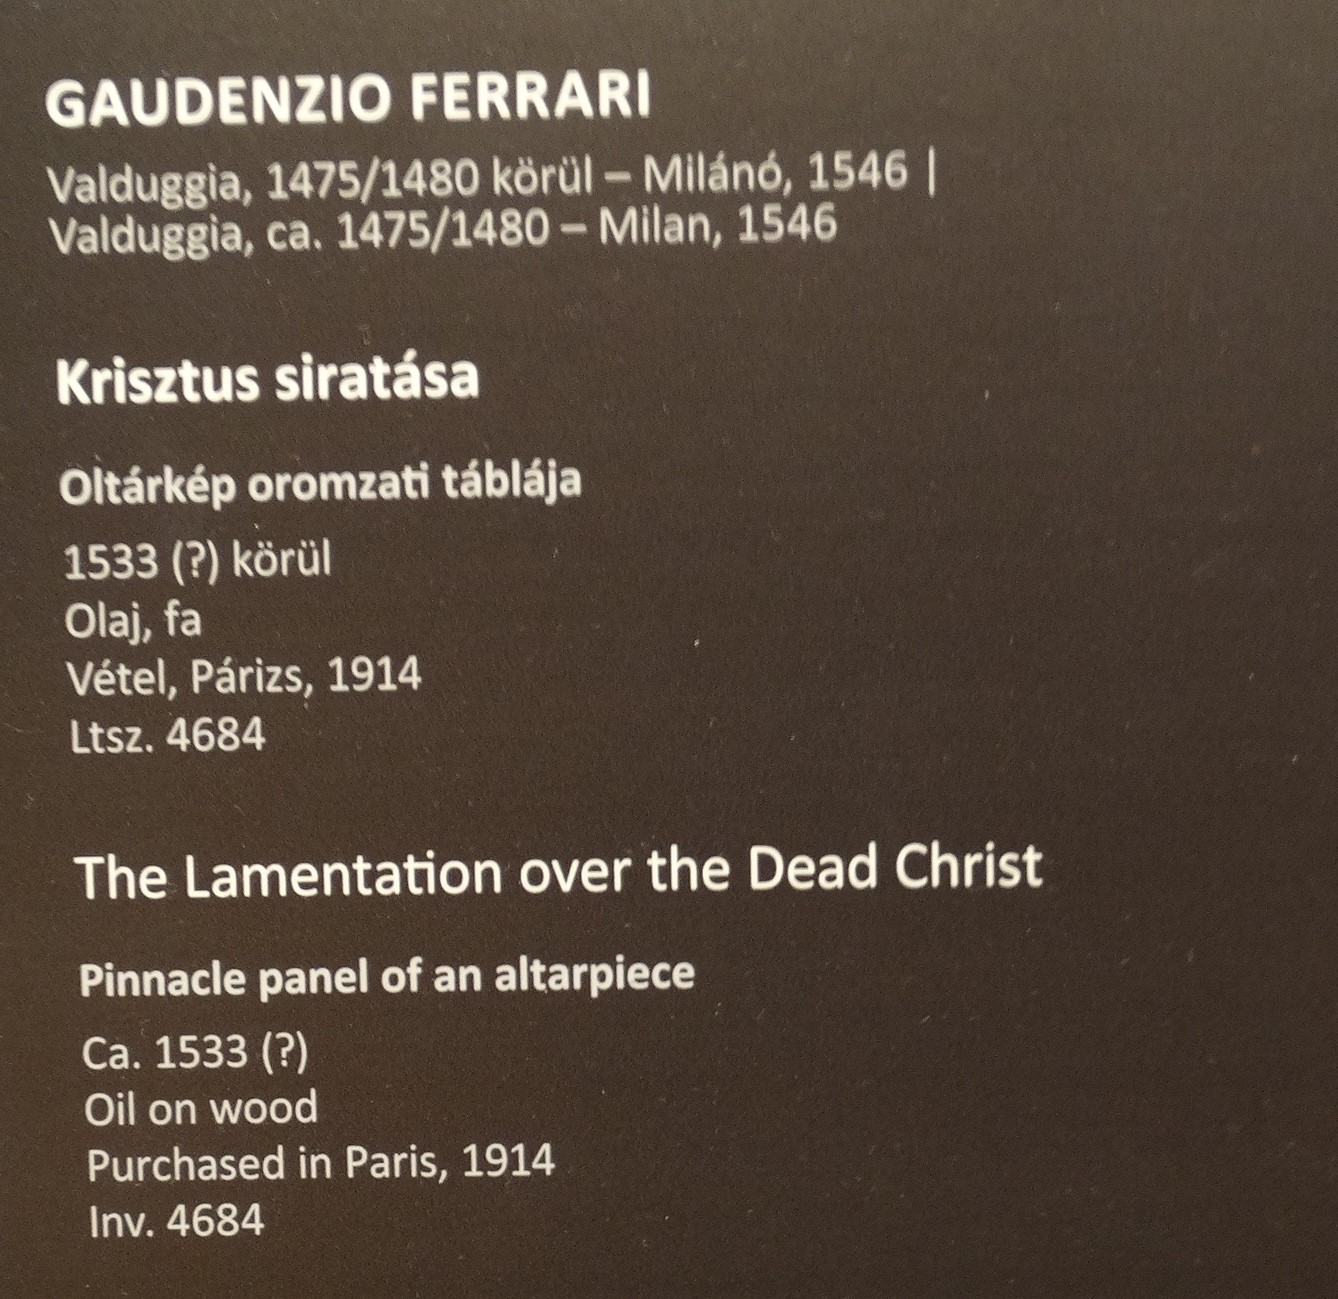 GAUDENZIO FERRARI
Valduggia, 1475/1480 körül – Milánó, 1546 |
Valduggia, ca. 1475/1480 – Milan, 1546
Krisztus siratása
Oltárkép oromzati táblája
1533 (?) körül
Olaj, fa
Vétel, Párizs, 1914
Ltsz. 4684
The Lamentation over the Dead Christ
Pinnacle panel of an altarpiece
Ca. 1533 (?)
Oil on wood
Purchased in Paris, 1914
Inv. 4684